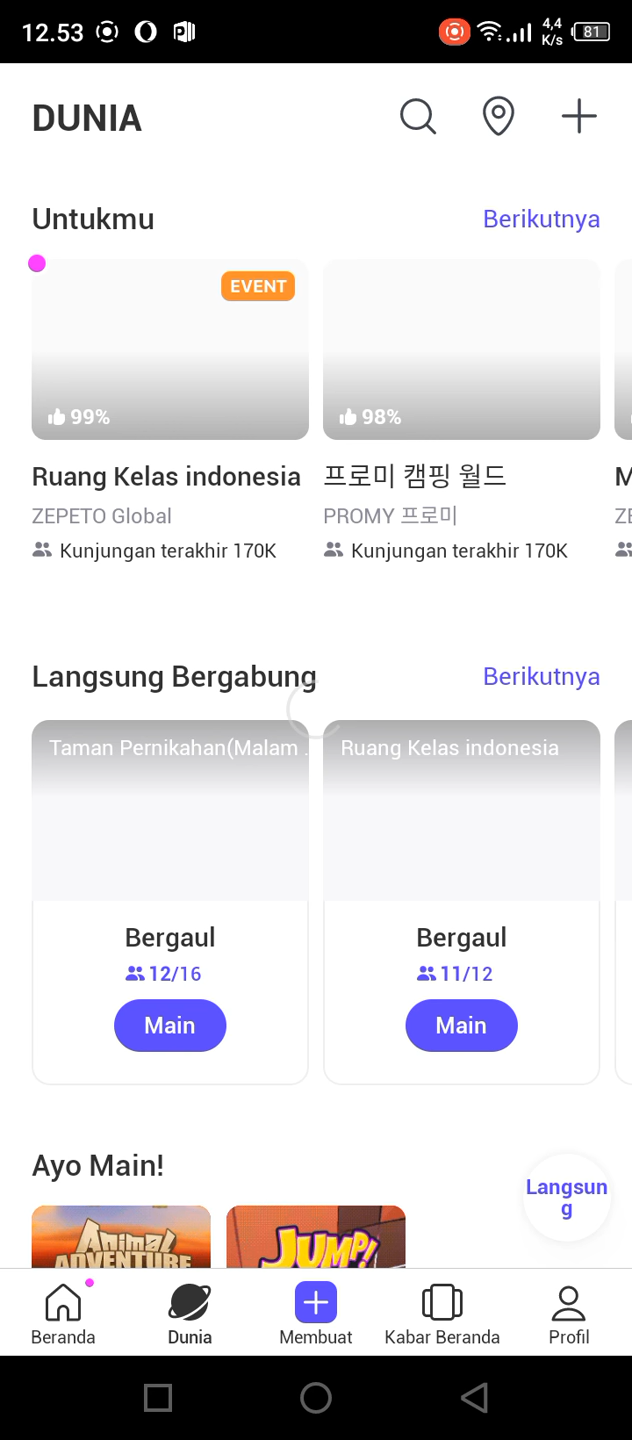 12.53
4,4
K/s
81
DUNIA
Untukmu
Berikutnya
EVENT
99%
98%
Ruang Kelas indonesia
프로미 캠핑 월드
M
ZEPETO Global
PROMY 프로미
ZE
Kunjungan terakhir 170K
Kunjungan terakhir 170K
Langsung Bergabung
Berikutnya
Taman Pernikahan(Malam .
Ruang Kelas indonesia
Bergaul
Bergaul
12/16
11/12
Main
Main
Ayo Main!
Langsun
g
Animal
ADVENTURE
JUMP!
Beranda
Dunia
Membuat
Kabar Beranda
Profil